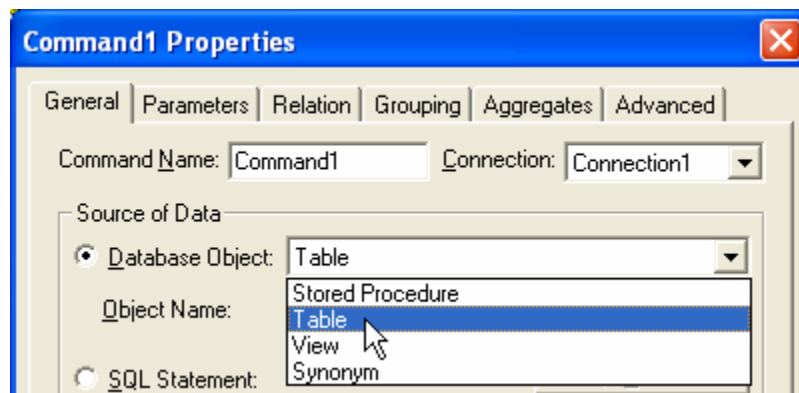 Command1 Properties
General Parameters Relation Grouping Aggregates Advanced
Command Name: Command1 Connection: Connection1
Source of Data
Database Object: Table
Stored Procedure
Object Name:
Table
View
SQL Statement:
Synonym